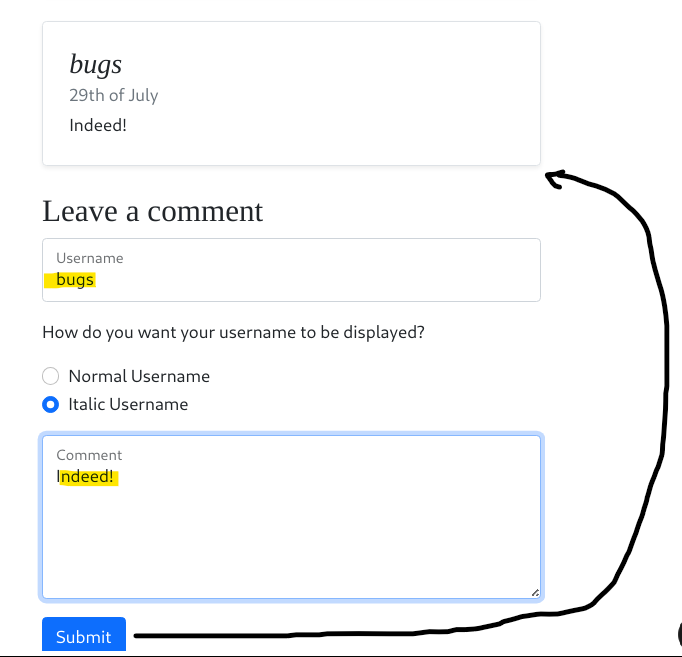 bugs
29th of July
Indeed!
Leave a comment
Username
bugs
How do you want your username to be displayed?
Normal Username
Italic Username
Comment
Indeed!
Submit